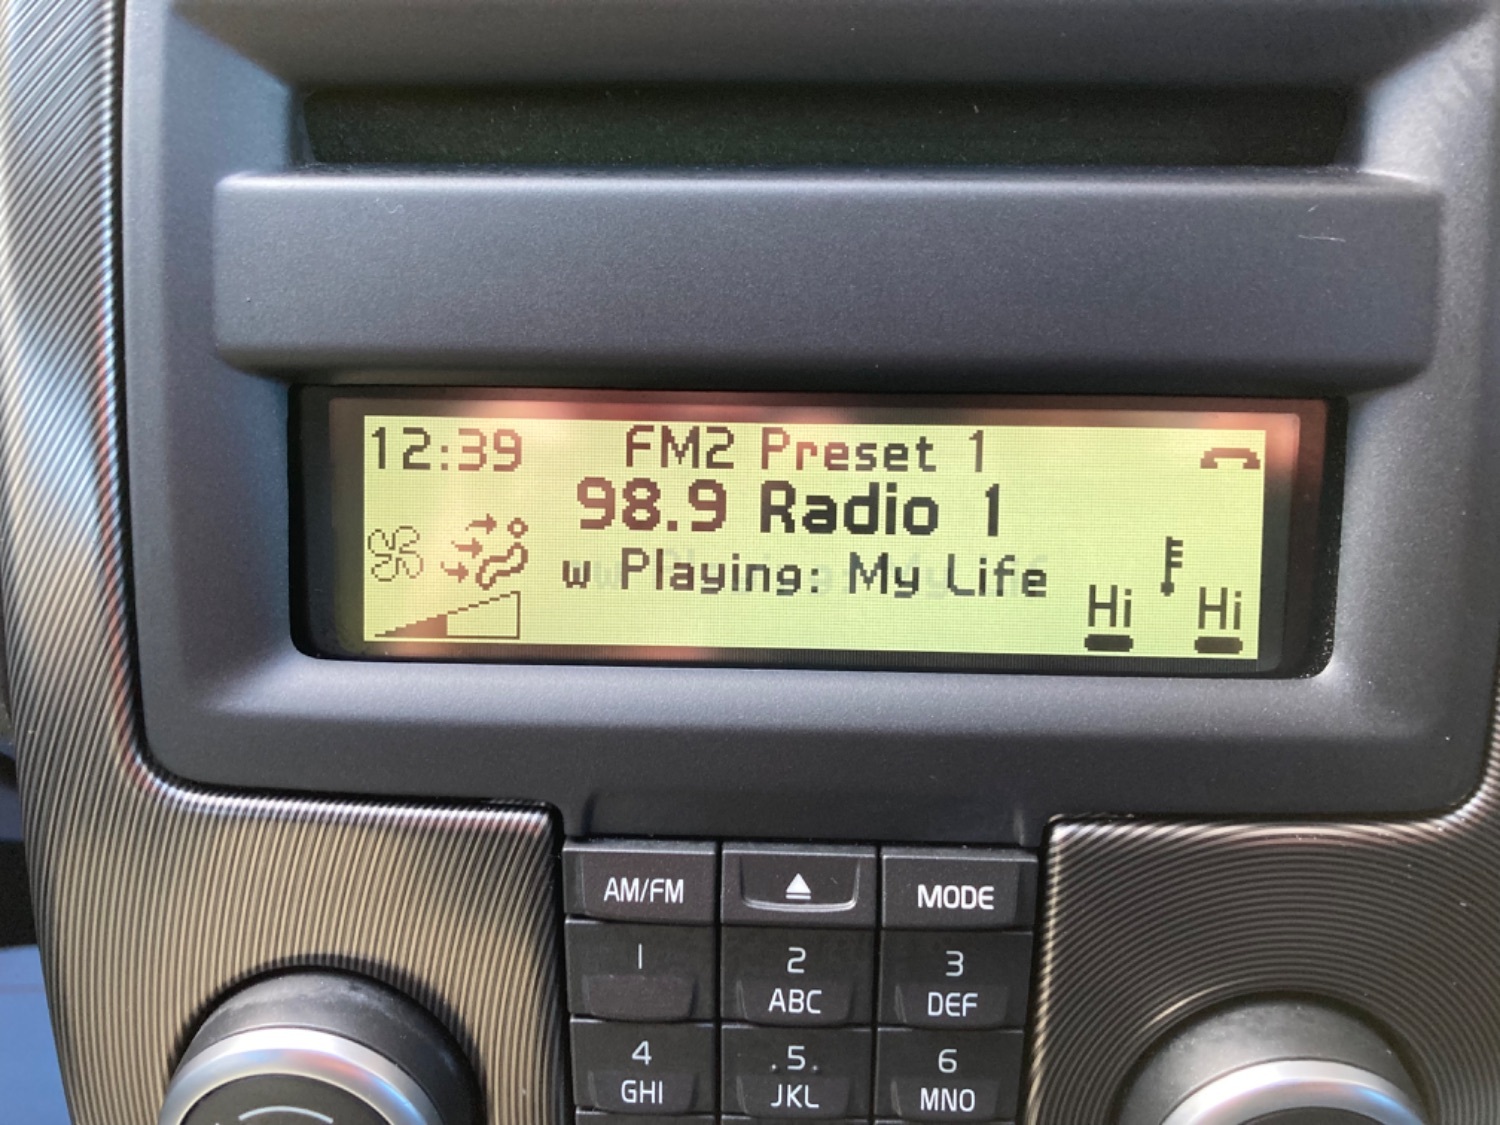 12:39 FM2 Preset 1
98.9 Radio 1
w Playing: My Life
Hi Hi
AM/FM MODE
1 2 3
ABC DEF
4 .5. 6
GHI JKL MNO